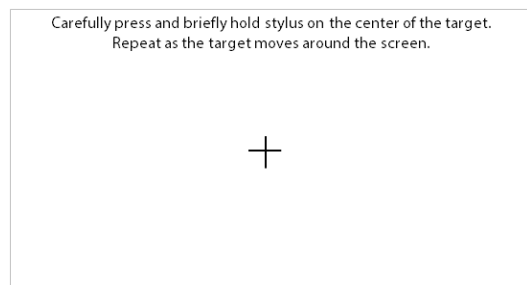 Carefully press and briefly hold stylus on the center of the target.
Repeat as the target moves around the screen.